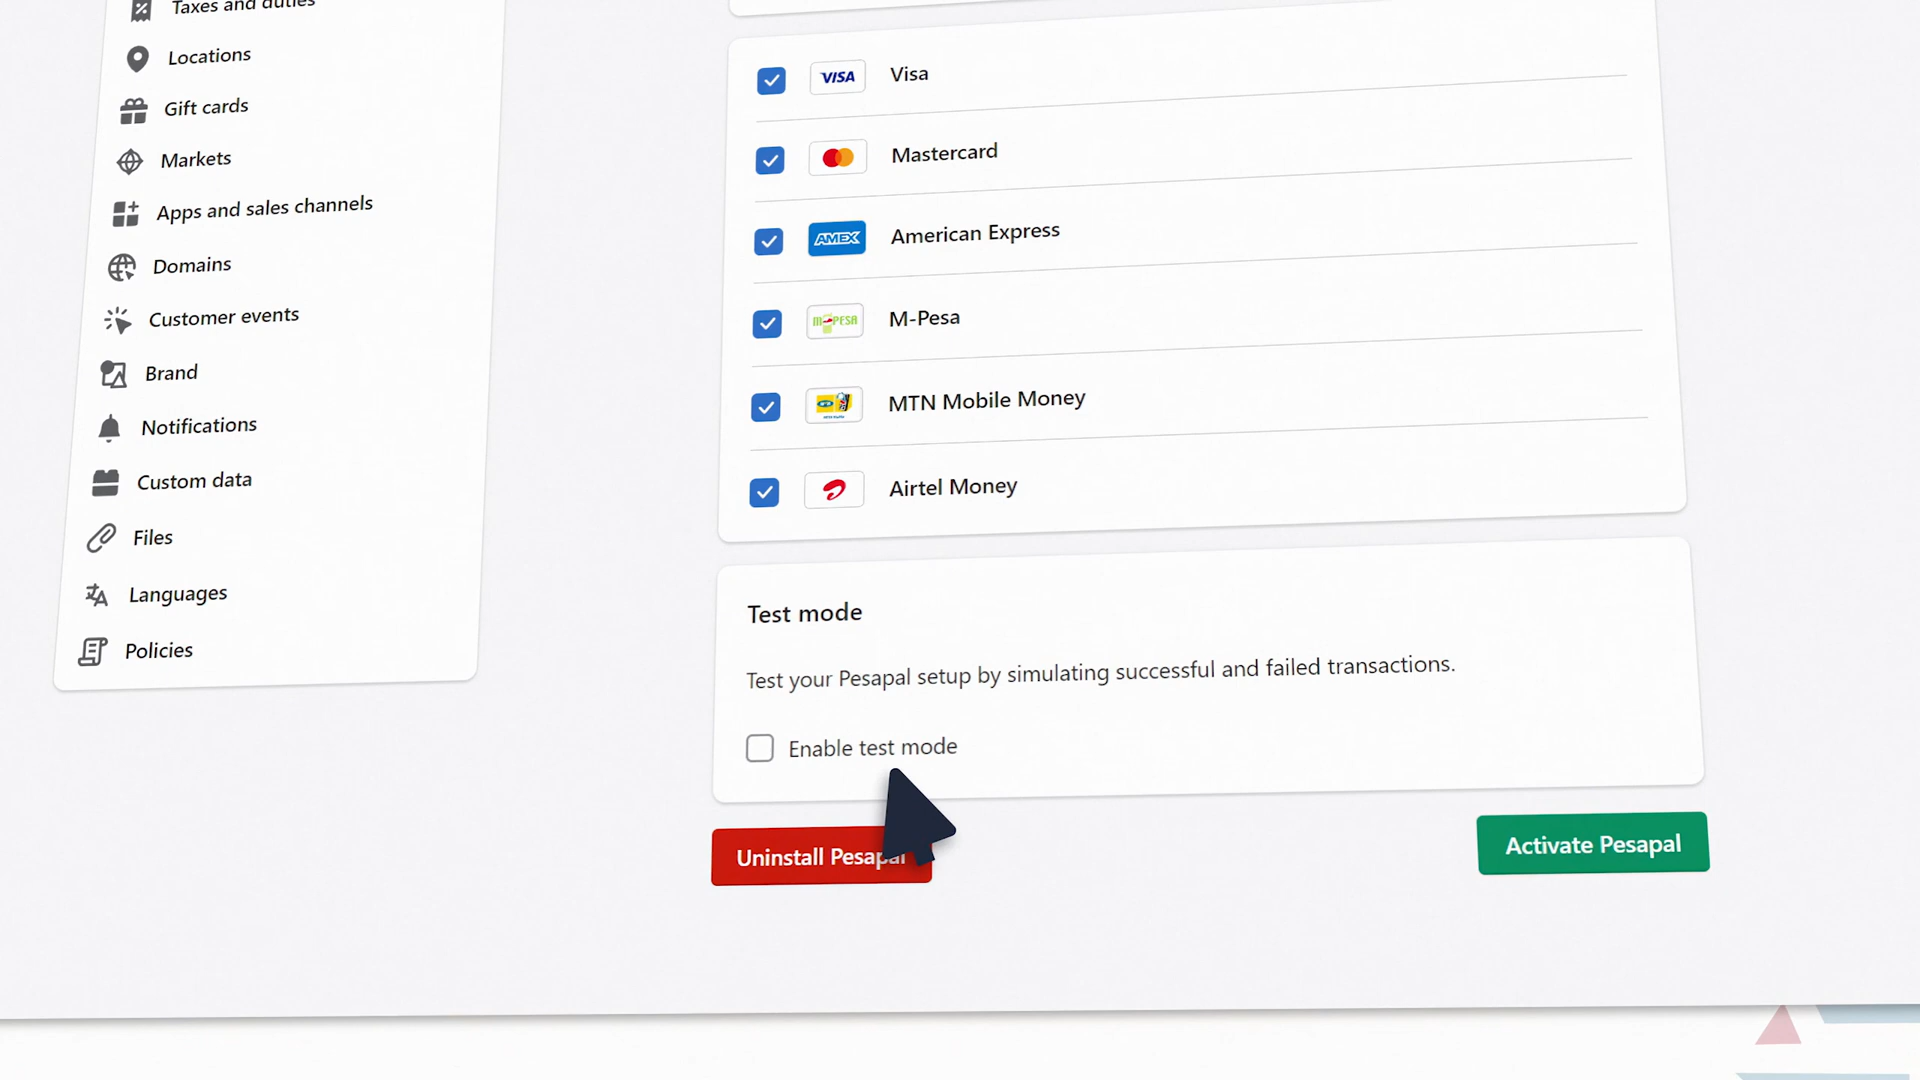 Taxes and duties
Locations
Gift cards
Markets
Apps and sales channels
Domains
Customer events
Brand
Notifications
Custom data
Files
Languages
Policies
VISA Visa
Mastercard
AMEX American Express
M-PESA M-Pesa
MTN Mobile Money
Airtel Money
Test mode
Test your Pesapal setup by simulating successful and failed transactions.
Enable test mode
Uninstall Pesapal
Activate Pesapal